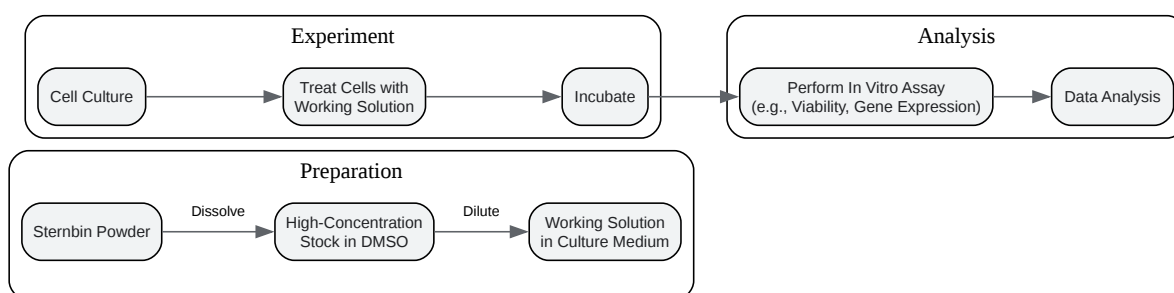 Experiment
Cell Culture
Treat Cells with
Working Solution
Incubate
Analysis
Perform In Vitro Assay
(e.g., Viability, Gene Expression)
Data Analysis
Preparation
Sternbin Powder
Dissolve
High-Concentration
Stock in DMSO
Dilute
Working Solution
in Culture Medium